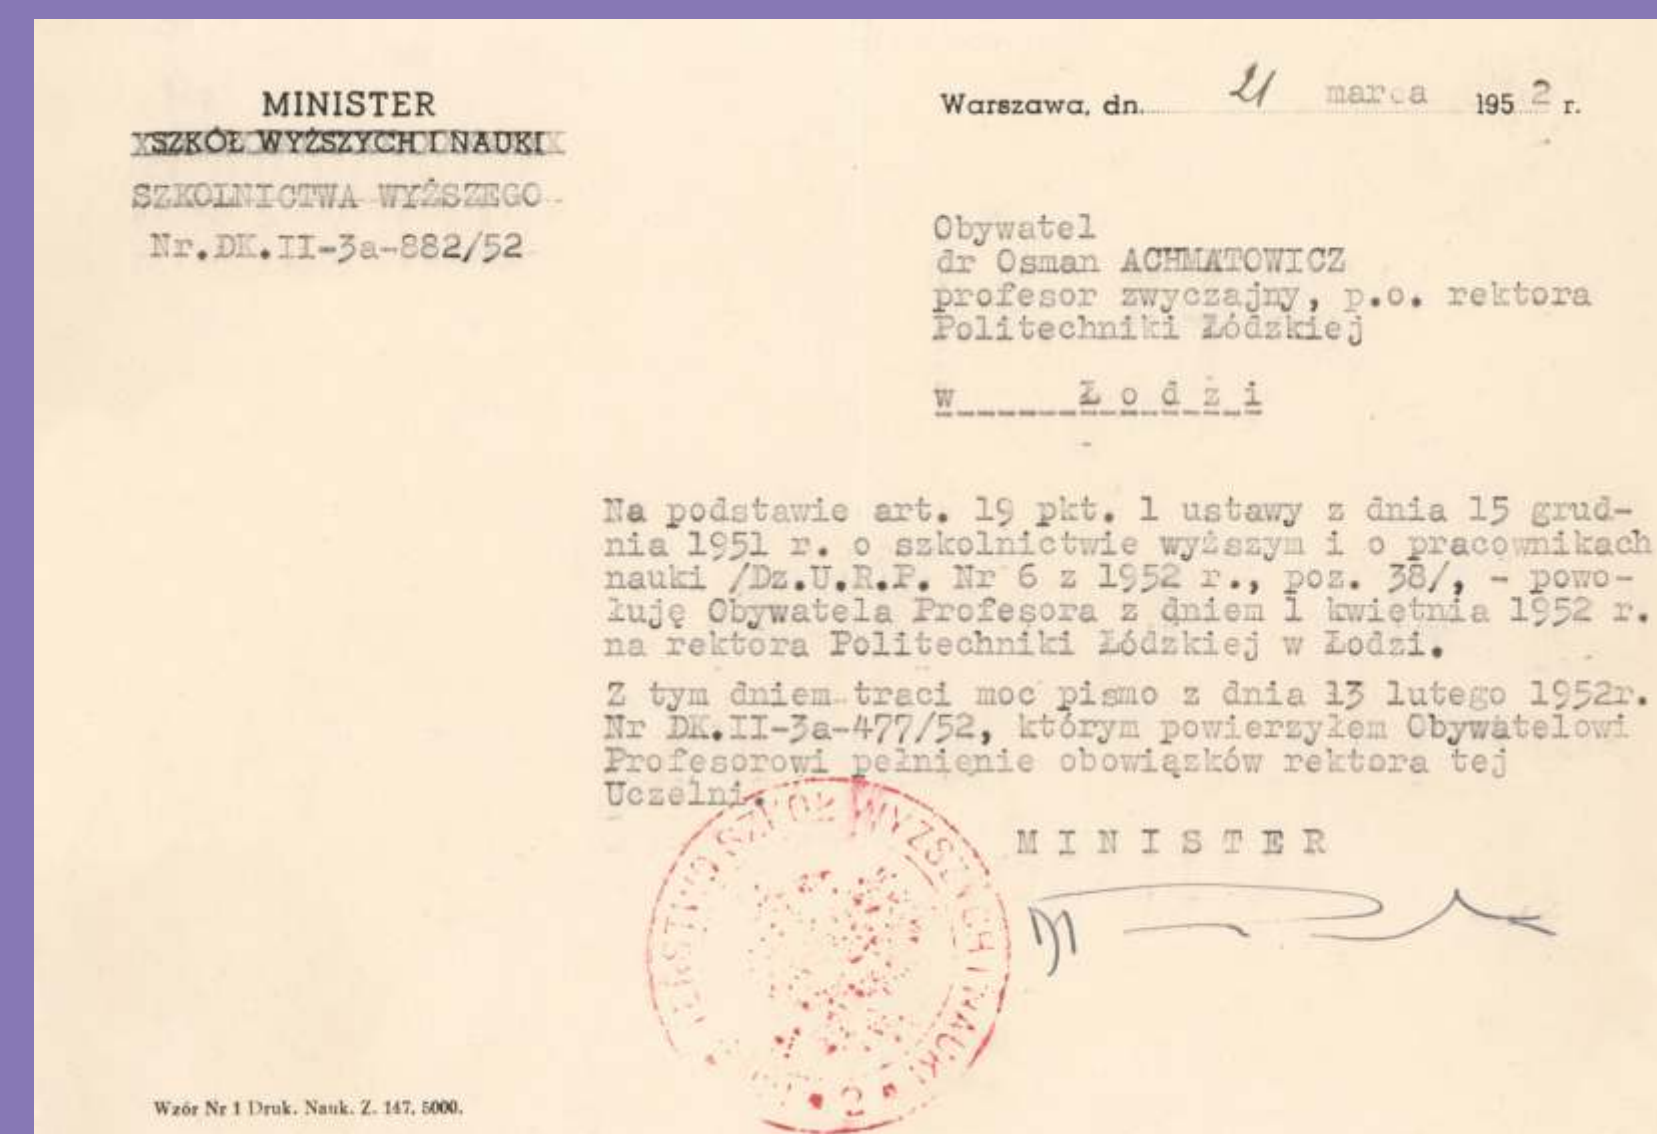 MINISTER
SZKÓŁ WYŻSZYCH I NAUKI
SZKOLNICTWA WYŻSZEGO
Nr.DK.II-3a-882/52
Warszawa, dn. 21 marca 1952 r.
Obywatel
dr Osman ACHMATOWICZ
profesor zwyczajny, p.o. rektora
Politechniki Łódzkiej
w Łodzi
Na podstawie art. 19 pkt. 1 ustawy z dnia 15 grud-
nia 1951 r. o szkolnictwie wyższym i o pracownikach
nauki /Dz.U.R.P. Nr 6 z 1952 r., poz. 38/, - powo-
łuję Obywatela Profesora z dniem 1 kwiętnia 1952 r.
na rektora Politechniki Łódzkiej w Łodzi.
Z tym dniem traci moc pismo z dnia 13 lutego 1952r.
Nr DK.II-3a-477/52, którym powierzyłem Obywatelowi
Profesorowi pełnienie obowiązków rektora tej
Uczelni.
MINISTER
SZKÓŁ WYŻSZYCH I NAUKI
Wzór Nr 1 Druk. Nauk. Z. 147. 5000.